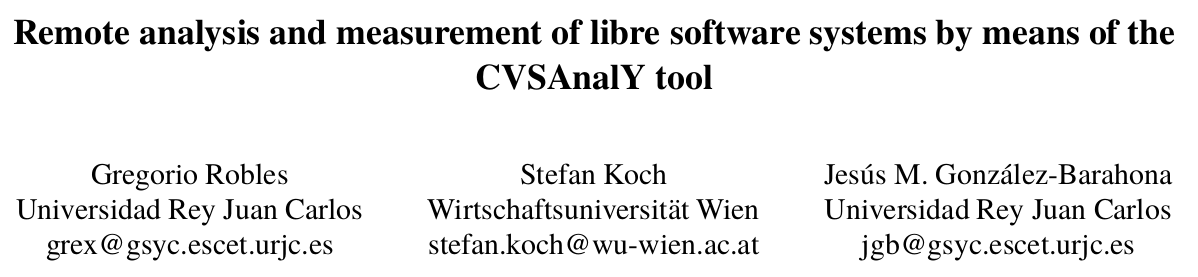 Remote analysis and measurement of libre software systems by means of the
CVSAnalY tool
Gregorio Robles
Universidad Rey Juan Carlos
grex@gsyc.escet.urjc.es
Stefan Koch
Wirtschaftsuniversität Wien
stefan.koch@wu-wien.ac.at
Jesús M. González-Barahona
Universidad Rey Juan Carlos
jgb@gsyc.escet.urjc.es